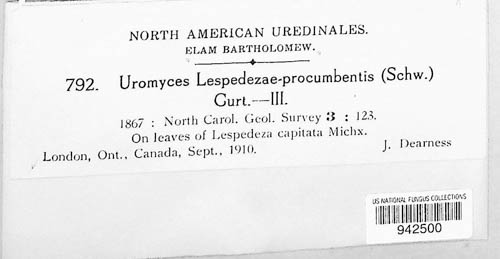 NORTH AMERICAN UREDINALES.
ELAM BARTHOLOMEW.
792. Uromyces Lespedezae-procumbentis (Schw.)
Curt.—III.
1867 : North Carol. Geol. Survey 3 : 123.
On leaves of Lespedeza capitata Michx.
London, Ont., Canada, Sept., 1910. J. Dearness
US NATIONAL FUNGUS COLLECTIONS
942500